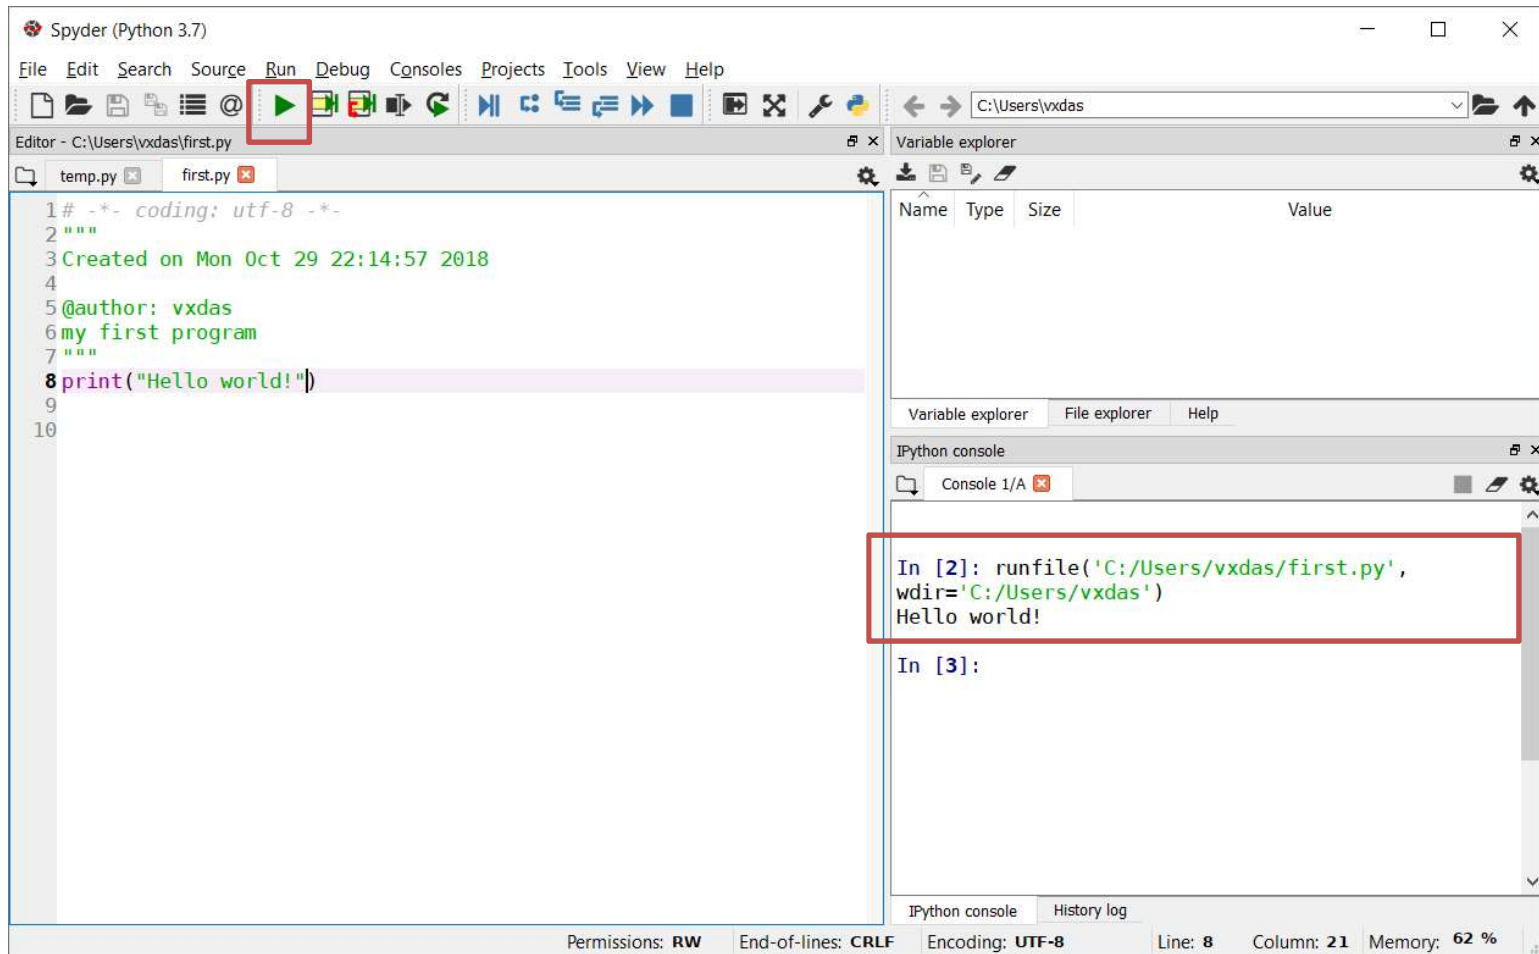 Spyder (Python 3.7)
File Edit Search Source Run Debug Consoles Projects Tools View Help
C:\Users\vxdas
Editor - C:\Users\vxdas\first.py
temp.py first.py
1 # -*- coding: utf-8 -*-
2 """
3 Created on Mon Oct 29 22:14:57 2018
4
5 @author: vxdas
6 my first program
7 """
8 print("Hello world!")
9
10
Variable explorer
Name Type Size Value
Variable explorer File explorer Help
IPython console
Console 1/A
In [2]: runfile('C:/Users/vxdas/first.py',
wdir='C:/Users/vxdas')
Hello world!
In [3]:
IPython console History log
Permissions: RW End-of-lines: CRLF Encoding: UTF-8 Line: 8 Column: 21 Memory: 62 %